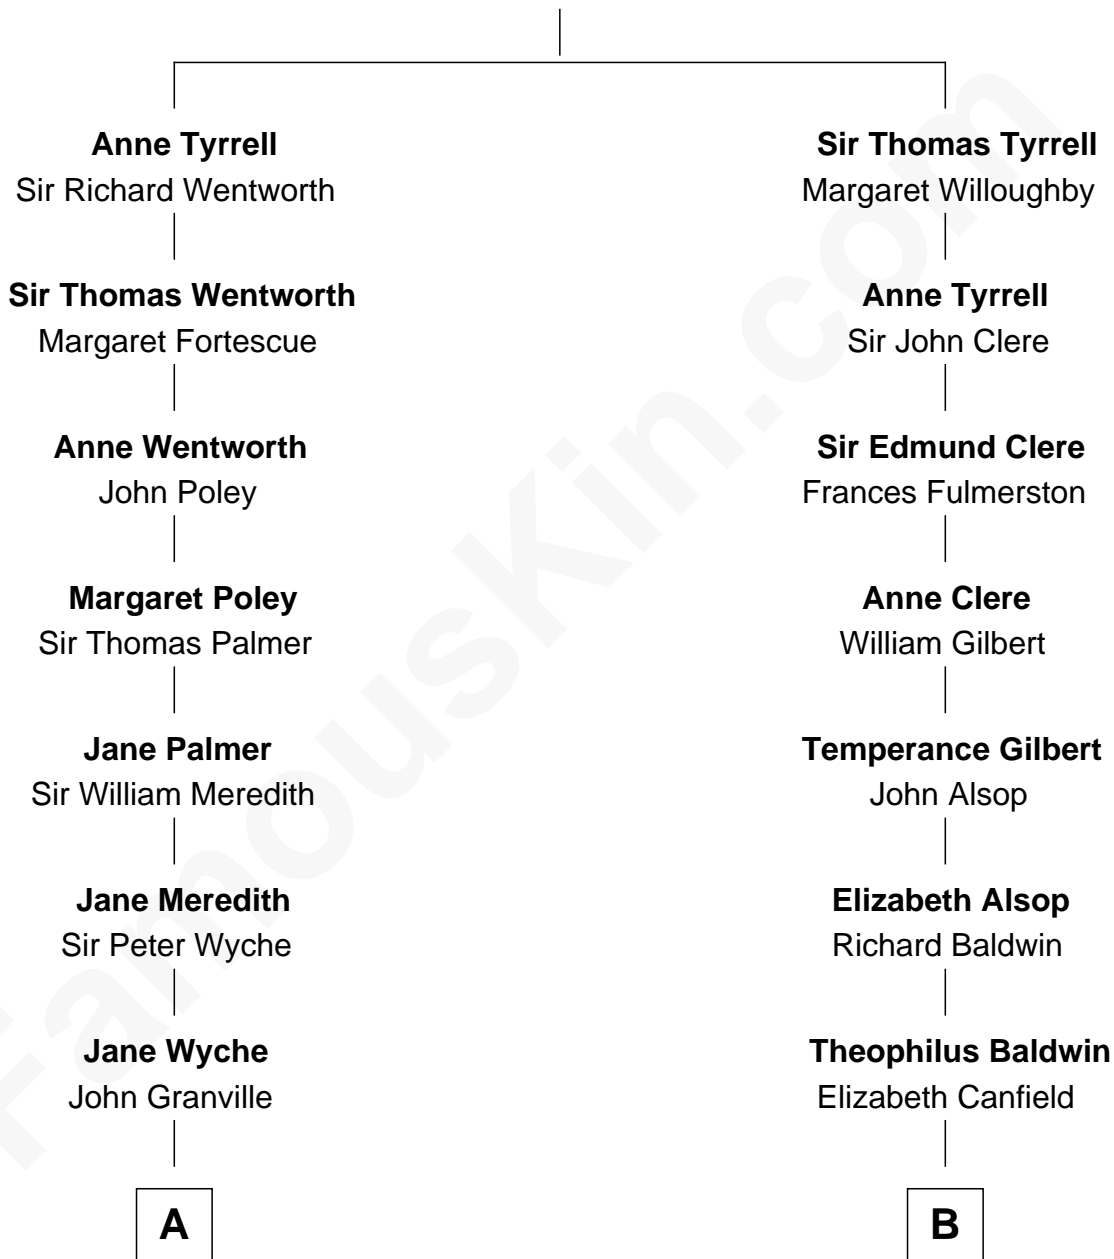 Anne Tyrrell
Sir Richard Wentworth
Sir Thomas Wentworth
Margaret Fortescue
Anne Wentworth
John Poley
Margaret Poley
Sir Thomas Palmer
Jane Palmer
Sir William Meredith
Jane Meredith
Sir Peter Wyche
Jane Wyche
John Granville
A
Sir Thomas Tyrrell
Margaret Willoughby
Anne Tyrrell
Sir John Clere
Sir Edmund Clere
Frances Fulmerston
Anne Clere
William Gilbert
Temperance Gilbert
John Alsop
Elizabeth Alsop
Richard Baldwin
Theophilus Baldwin
Elizabeth Canfield
B
FamousKin.com